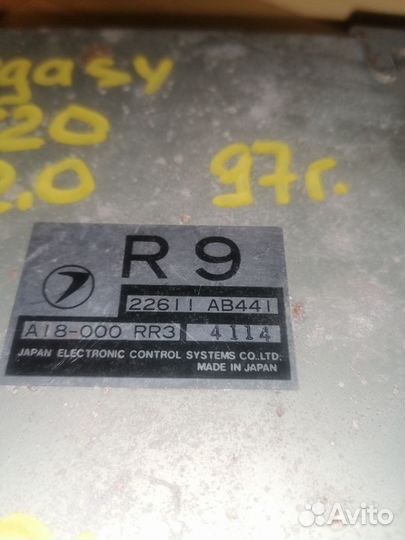 gasy
20
2.0
97г.
R 9
22611 AB441
A18-000 RR3 4114
JAPAN ELECTRONIC CONTROL SYSTEMS CO.,LTD.
MADE IN JAPAN
Avito